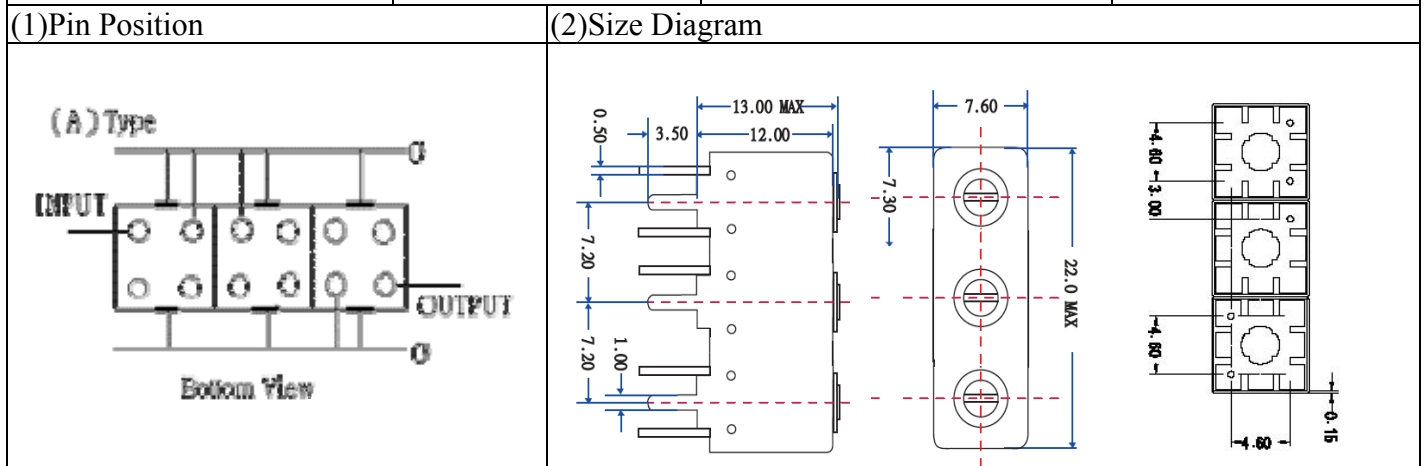 (1)Pin Position
(2)Size Diagram
(A)Type
INPUT
OUTPUT
Bottom View
13.00 MAX
3.50
12.00
0.50
7.20
7.20
1.00
7.60
7.30
22.0 MAX
4.60
3.00
4.60
0.15
4.60